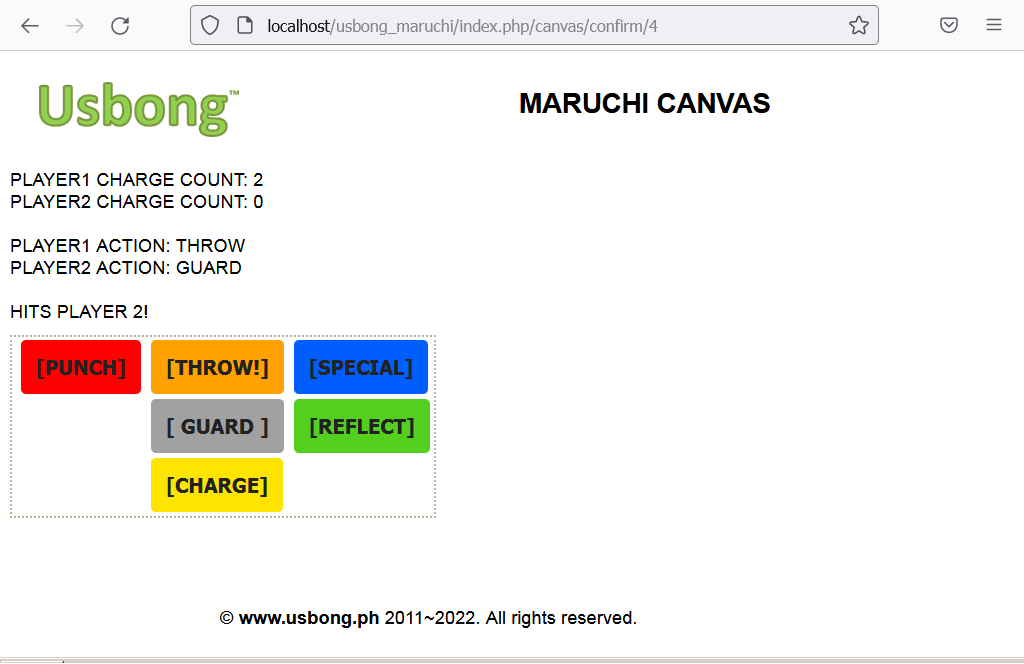 localhost/usbong_maruchi/index.php/canvas/confirm/4
Usbong™
MARUCHI CANVAS
PLAYER1 CHARGE COUNT: 2
PLAYER2 CHARGE COUNT: 0
PLAYER1 ACTION: THROW
PLAYER2 ACTION: GUARD
HITS PLAYER 2!
[PUNCH] [THROW!] [SPECIAL]
[ GUARD ] [REFLECT]
[CHARGE]
© www.usbong.ph 2011~2022. All rights reserved.